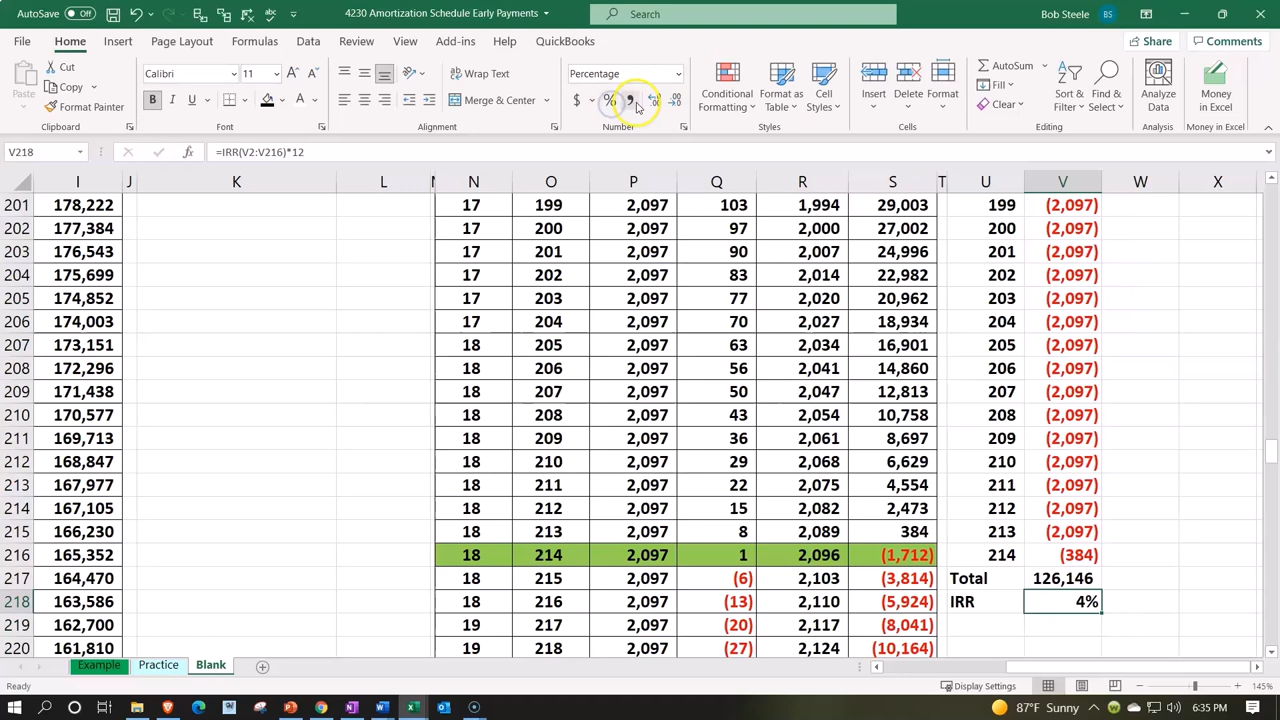 AutoSave Off 4230 Amortization Schedule Early Payments Search Bob Steele BS
File Home Insert Page Layout Formulas Data Review View Add-ins Help QuickBooks Share Comments
Paste Cut Copy Format Painter Calibri 11 B I U Wrap Text Merge & Center Percentage $ % Conditional Formatting Format as Table Cell Styles Insert Delete Format AutoSum Fill Clear Sort & Filter Find & Select Analyze Data Money in Excel
Clipboard Font Alignment Number Styles Cells Editing Analysis Money in Excel
V218 fx =IRR(V2:V216)*12
I J K L M N O P Q R S T U V W X
201 178,222 17 199 2,097 103 1,994 29,003 199 (2,097)
202 177,384 17 200 2,097 97 2,000 27,002 200 (2,097)
203 176,543 17 201 2,097 90 2,007 24,996 201 (2,097)
204 175,699 17 202 2,097 83 2,014 22,982 202 (2,097)
205 174,852 17 203 2,097 77 2,020 20,962 203 (2,097)
206 174,003 17 204 2,097 70 2,027 18,934 204 (2,097)
207 173,151 18 205 2,097 63 2,034 16,901 205 (2,097)
208 172,296 18 206 2,097 56 2,041 14,860 206 (2,097)
209 171,438 18 207 2,097 50 2,047 12,813 207 (2,097)
210 170,577 18 208 2,097 43 2,054 10,758 208 (2,097)
211 169,713 18 209 2,097 36 2,061 8,697 209 (2,097)
212 168,847 18 210 2,097 29 2,068 6,629 210 (2,097)
213 167,977 18 211 2,097 22 2,075 4,554 211 (2,097)
214 167,105 18 212 2,097 15 2,082 2,473 212 (2,097)
215 166,230 18 213 2,097 8 2,089 384 213 (2,097)
216 165,352 18 214 2,097 1 2,096 (1,712) 214 (384)
217 164,470 18 215 2,097 (6) 2,103 (3,814) Total 126,146
218 163,586 18 216 2,097 (13) 2,110 (5,924) IRR 4%
219 162,700 19 217 2,097 (20) 2,117 (8,041)
220 161,810 19 218 2,097 (27) 2,124 (10,164)
Example Practice Blank
Ready Display Settings 145%
87°F Sunny 6:35 PM